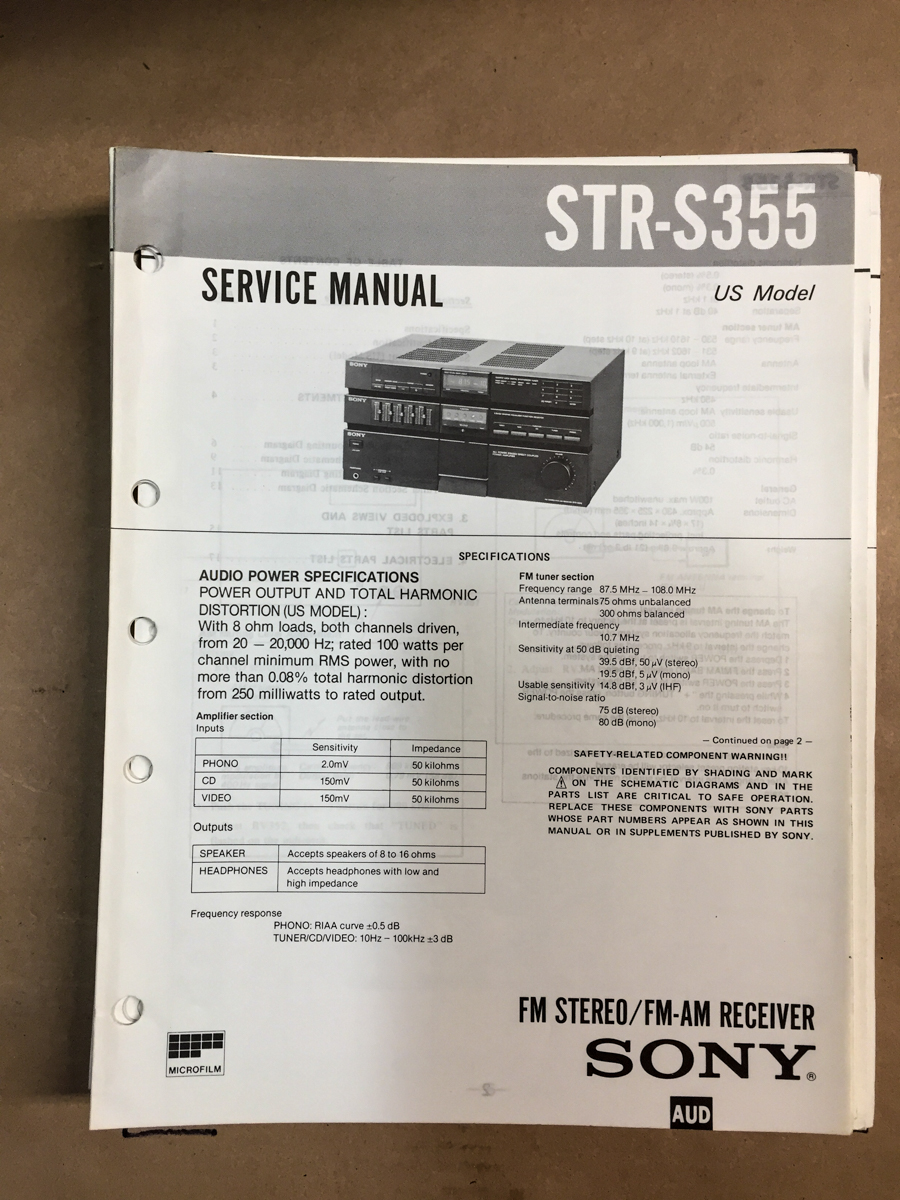 STR-S355
SERVICE MANUAL
US Model
SONY
SONY
SONY
SPECIFICATIONS
AUDIO POWER SPECIFICATIONS
POWER OUTPUT AND TOTAL HARMONIC
DISTORTION (US MODEL) :
With 8 ohm loads, both channels driven,
from 20 – 20,000 Hz; rated 100 watts per
channel minimum RMS power, with no
more than 0.08% total harmonic distortion
from 250 milliwatts to rated output.
Amplifier section
Inputs
Sensitivity Impedance
PHONO 2.0mV 50 kilohms
CD 150mV 50 kilohms
VIDEO 150mV 50 kilohms
Outputs
SPEAKER Accepts speakers of 8 to 16 ohms
HEADPHONES Accepts headphones with low and
high impedance
Frequency response
PHONO: RIAA curve ±0.5 dB
TUNER/CD/VIDEO: 10Hz – 100kHz ±3 dB
FM tuner section
Frequency range 87.5 MHz – 108.0 MHz
Antenna terminals 75 ohms unbalanced
300 ohms balanced
Intermediate frequency
10.7 MHz
Sensitivity at 50 dB quieting
39.5 dBf, 50 µV (stereo)
19.5 dBf, 5 µV (mono)
Usable sensitivity 14.8 dBf, 3 µV (IHF)
Signal-to-noise ratio
75 dB (stereo)
80 dB (mono)
— Continued on page 2 —
SAFETY-RELATED COMPONENT WARNING!!
COMPONENTS IDENTIFIED BY SHADING AND MARK
⚠ ON THE SCHEMATIC DIAGRAMS AND IN THE
PARTS LIST ARE CRITICAL TO SAFE OPERATION.
REPLACE THESE COMPONENTS WITH SONY PARTS
WHOSE PART NUMBERS APPEAR AS SHOWN IN THIS
MANUAL OR IN SUPPLEMENTS PUBLISHED BY SONY.
MICROFILM
FM STEREO/FM-AM RECEIVER
SONY®
AUD